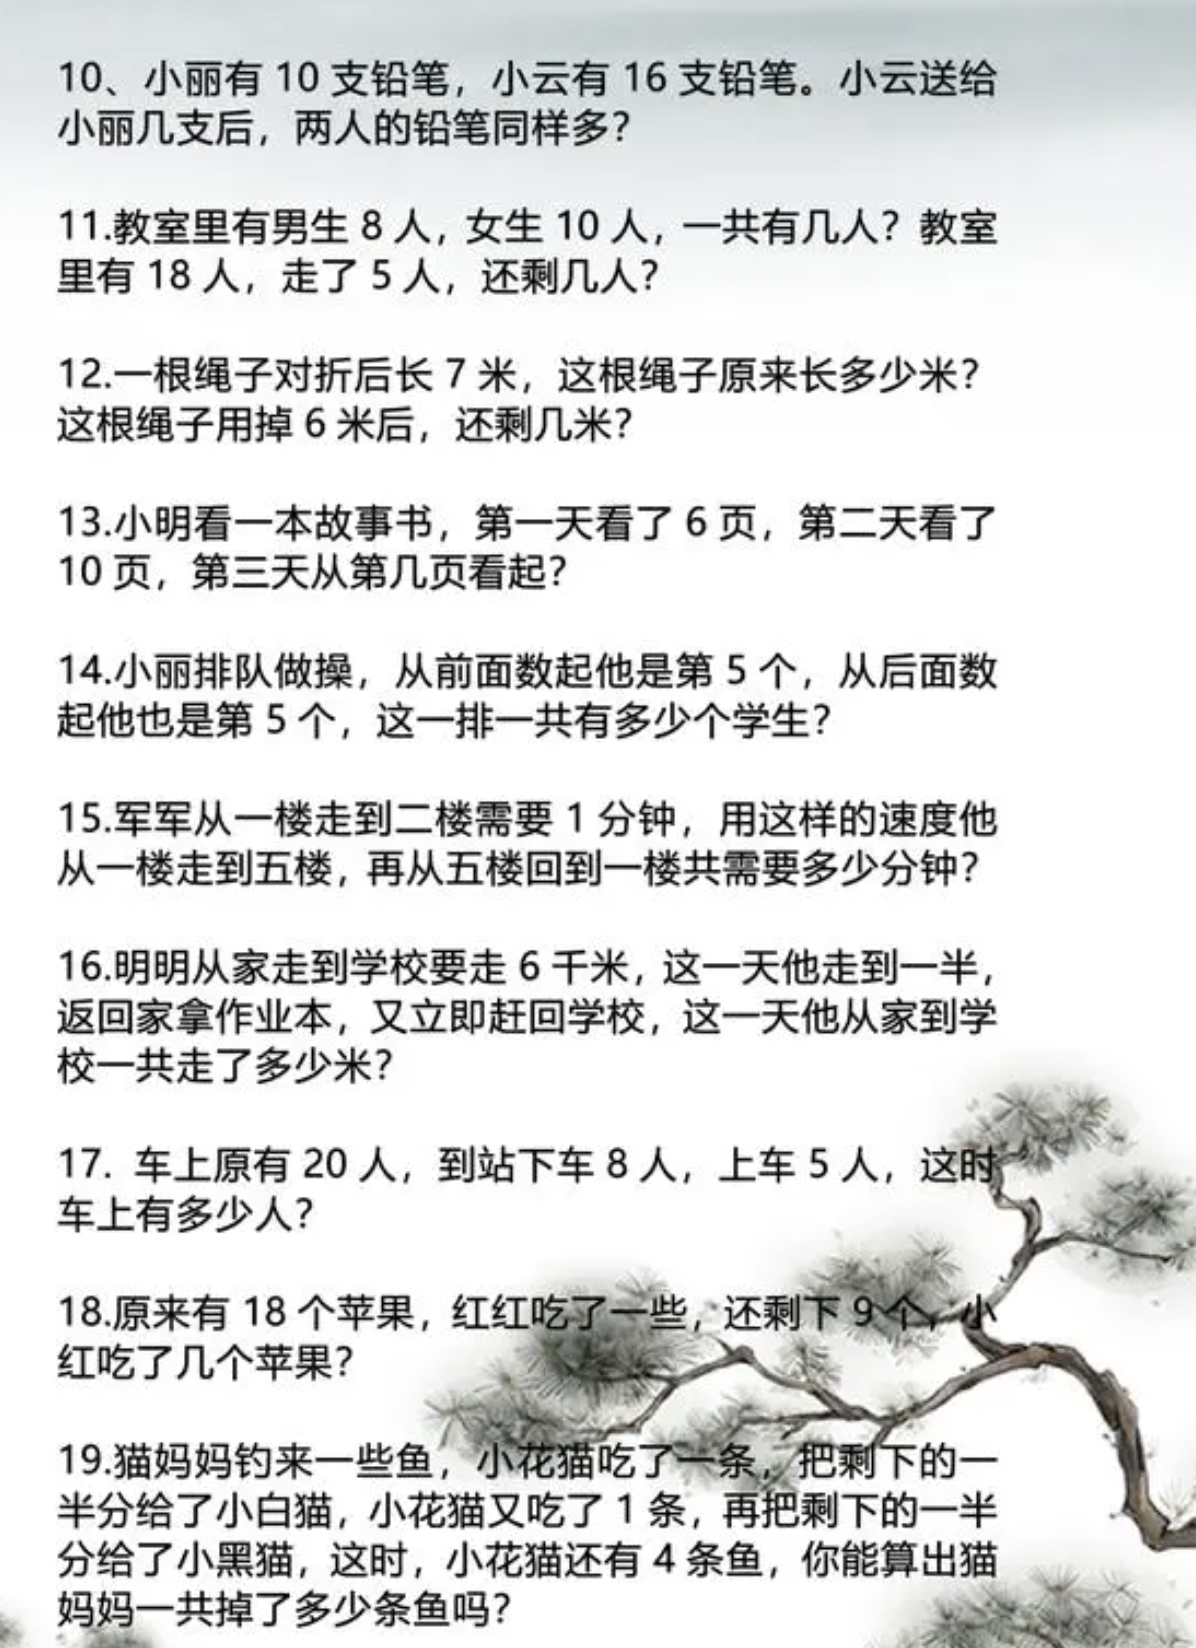 10、小丽有 10 支铅笔，小云有 16 支铅笔。小云送给
小丽几支后，两人的铅笔同样多？
11.教室里有男生 8 人，女生 10 人，一共有几人？教室
里有 18 人，走了 5 人，还剩几人？
12.一根绳子对折后长 7 米，这根绳子原来长多少米？
这根绳子用掉 6 米后，还剩几米？
13.小明看一本故事书，第一天看了 6 页，第二天看了
10 页，第三天从第几页看起？
14.小丽排队做操，从前面数起他是第 5 个，从后面数
起他也是第 5 个，这一排一共有多少个学生？
15.军军从一楼走到二楼需要 1 分钟，用这样的速度他
从一楼走到五楼，再从五楼回到一楼共需要多少分钟？
16.明明从家走到学校要走 6 千米，这一天他走到一半，
返回家拿作业本，又立即赶回学校，这一天他从家到学
校一共走了多少米？
17. 车上原有 20 人，到站下车 8 人，上车 5 人，这时
车上有多少人？
18.原来有 18 个苹果，红红吃了一些，还剩下 9 个，小
红吃了几个苹果？
19.猫妈妈钓来一些鱼，小花猫吃了一条，把剩下的一
半分给了小白猫，小花猫又吃了 1 条，再把剩下的一半
分给了小黑猫，这时，小花猫还有 4 条鱼，你能算出猫
妈妈一共掉了多少条鱼吗？